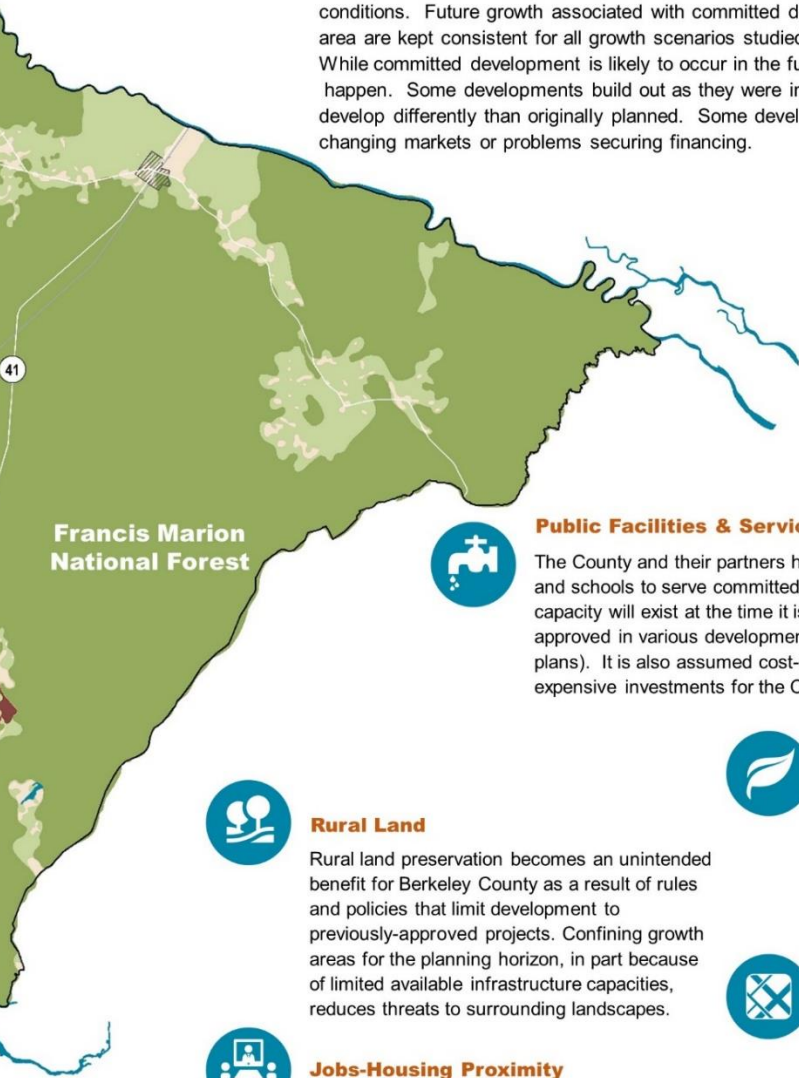 conditions. Future growth associated with committed d
area are kept consistent for all growth scenarios studied
While committed development is likely to occur in the fu
happen. Some developments build out as they were in
develop differently than originally planned. Some devel
changing markets or problems securing financing.
41
Francis Marion
National Forest
Public Facilities & Servic
The County and their partners h
and schools to serve committed
capacity will exist at the time it is
approved in various developmen
plans). It is also assumed cost-
expensive investments for the C
Rural Land
Rural land preservation becomes an unintended
benefit for Berkeley County as a result of rules
and policies that limit development to
previously-approved projects. Confining growth
areas for the planning horizon, in part because
of limited available infrastructure capacities,
reduces threats to surrounding landscapes.
Jobs-Housing Proximity